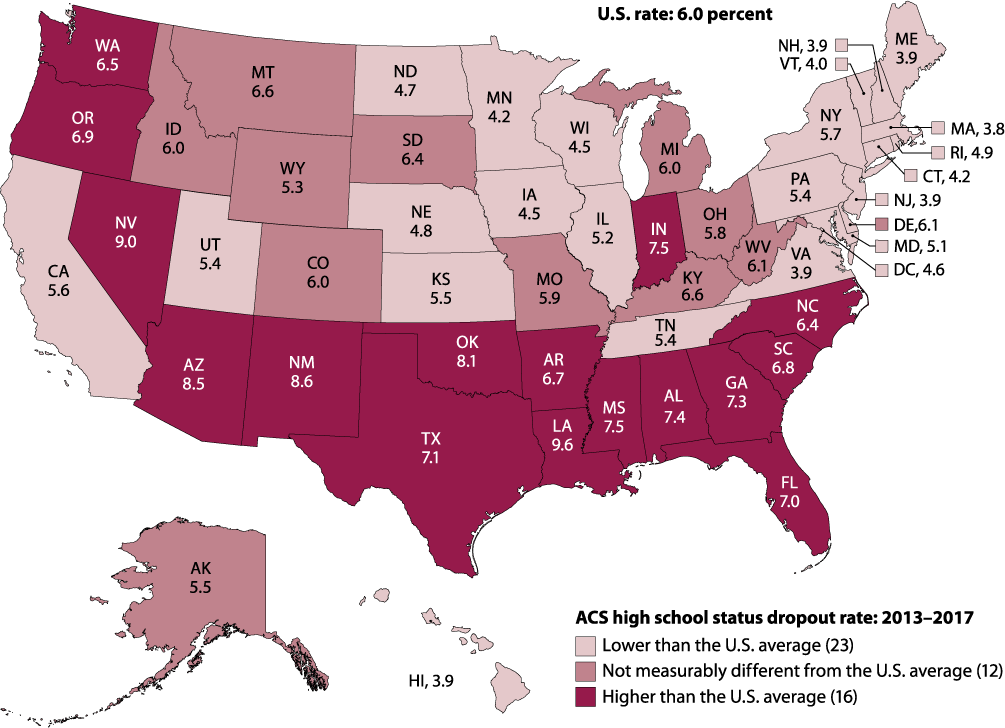 U.S. rate: 6.0 percent
WA
6.5
OR
6.9
CA
5.6
NV
9.0
ID
6.0
MT
6.6
WY
5.3
UT
5.4
CO
6.0
AZ
8.5
NM
8.6
ND
4.7
SD
6.4
NE
4.8
KS
5.5
OK
8.1
TX
7.1
MN
4.2
IA
4.5
MO
5.9
AR
6.7
LA
9.6
WI
4.5
IL
5.2
MI
6.0
IN
7.5
OH
5.8
KY
6.6
TN
5.4
MS
7.5
AL
7.4
GA
7.3
FL
7.0
SC
6.8
NC
6.4
VA
3.9
WV
6.1
PA
5.4
NY
5.7
ME
3.9
NH, 3.9
VT, 4.0
MA, 3.8
RI, 4.9
CT, 4.2
NJ, 3.9
DE,6.1
MD, 5.1
DC, 4.6
AK
5.5
HI, 3.9
ACS high school status dropout rate: 2013–2017
Lower than the U.S. average (23)
Not measurably different from the U.S. average (12)
Higher than the U.S. average (16)